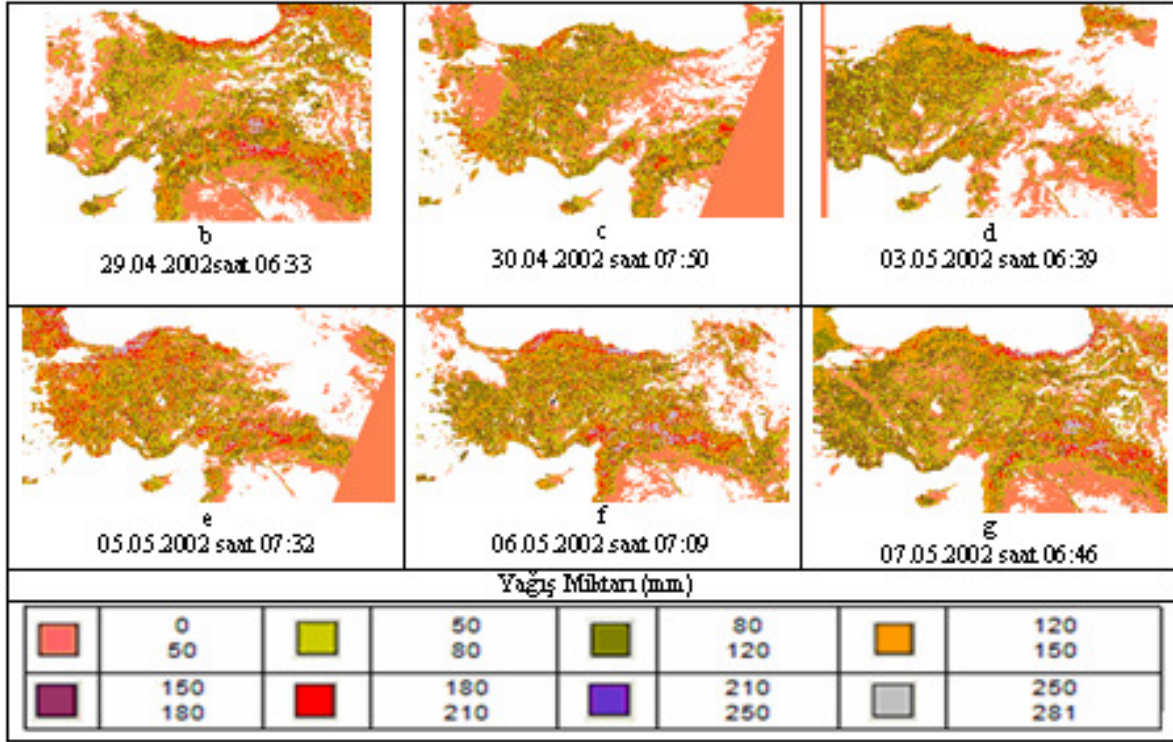 b
29.04.2002saat 06:33
c
30.04.2002 saat 07:50
d
03.05.2002 saat 06:39
e
05.05.2002 saat 07:32
f
06.05.2002 saat 07:09
g
07.05.2002 saat 06:46
Yağış Miktarı (mm)
0 50 80 120
50 80 120 150
150 180 210 250
180 210 250 281